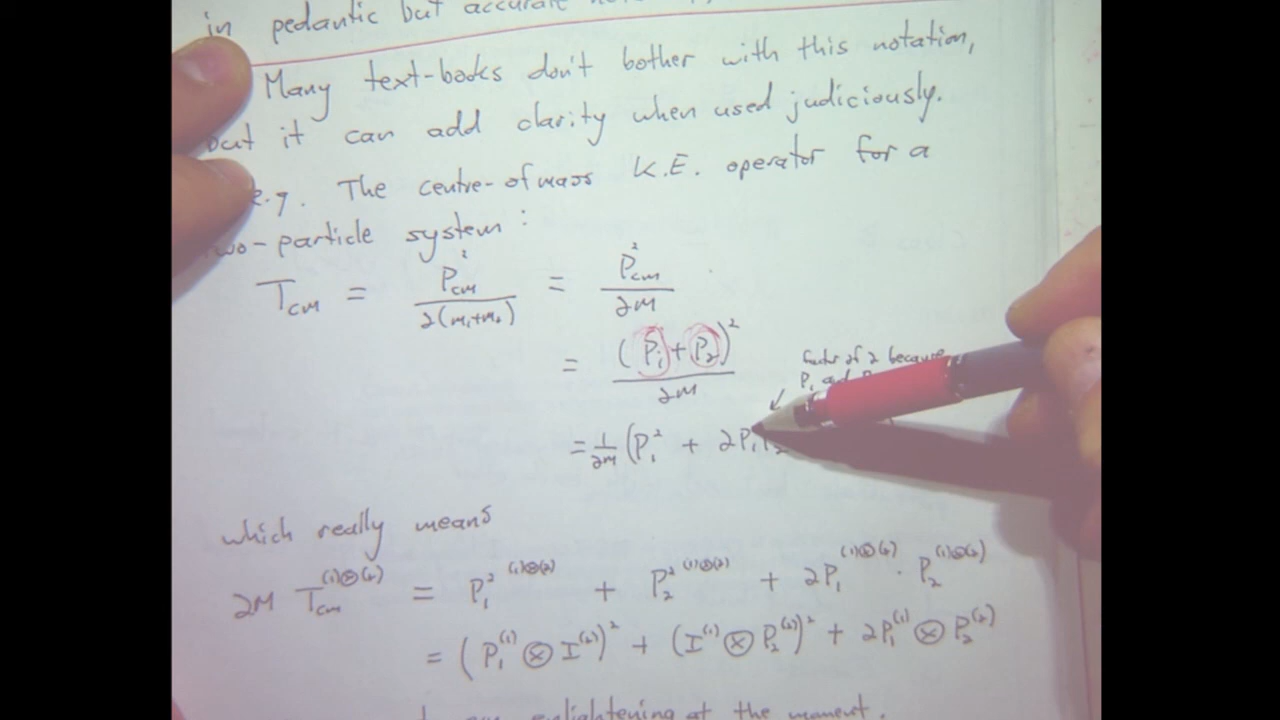 in pedantic but accurate
Many text-books don't bother with this notation,
but it can add clarity when used judiciously.
e.g. The centre-of mass K.E. operator for a
two-particle system:
T_cm = P²_cm / 2(m₁+m₂) = P²_cm / 2M
= (P₁ + P₂)² / 2M
factor of 2 because
P₁ and
= 1/2M (P₁² + 2P₁P₂
which really means
2M T_cm^(1)⊗(2) = P₁²^(1)⊗(2) + P₂²^(1)⊗(2) + 2P₁^(1)⊗(2) · P₂^(1)⊗(2)
= (P₁^(1) ⊗ I^(2))² + (I^(1) ⊗ P₂^(2))² + 2P₁^(1) ⊗ P₂^(2)
enlightening at the moment.